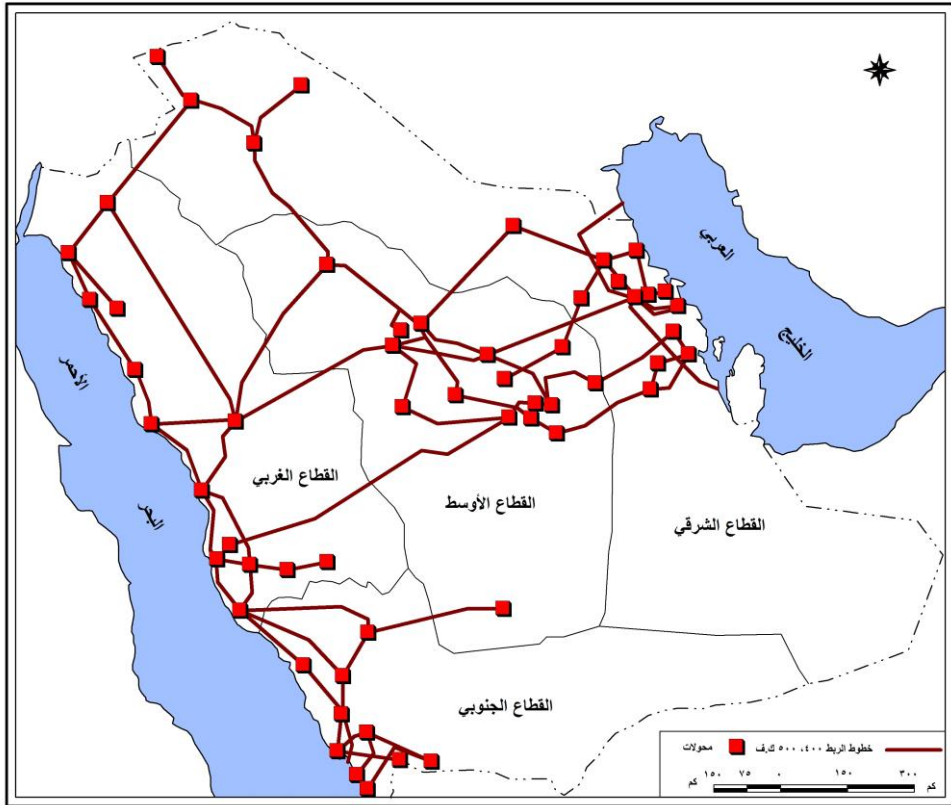 العربي
الخليج
الأحمر
البحر
القطاع الغربي
القطاع الأوسط
القطاع الشرقي
القطاع الجنوبي
خطوط الربط ٤٠٠، ٥٠٠ ك.ف محولات
كم ١٥٠ ٧٥ ٠ ١٥٠ ٣٠٠ كم